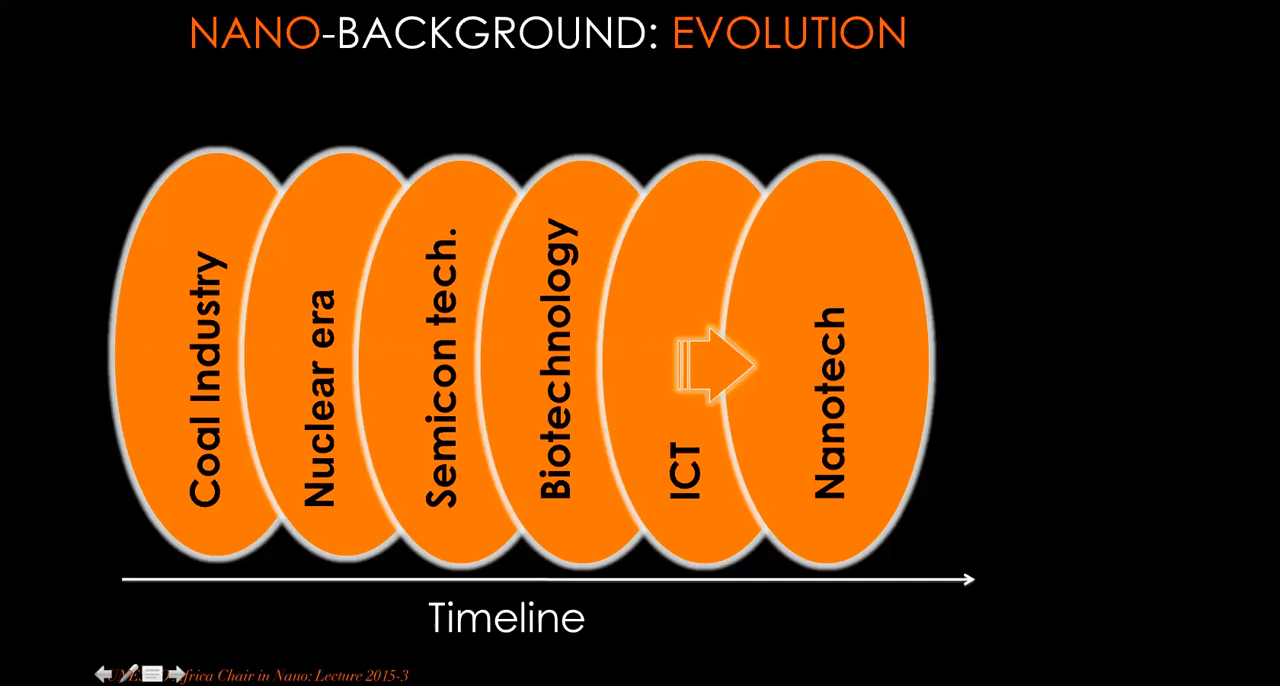 NANO-BACKGROUND: EVOLUTION
Coal Industry
Nuclear era
Semicon tech.
Biotechnology
ICT
Nanotech
Timeline
Chair in Nano: Lecture 2015-3